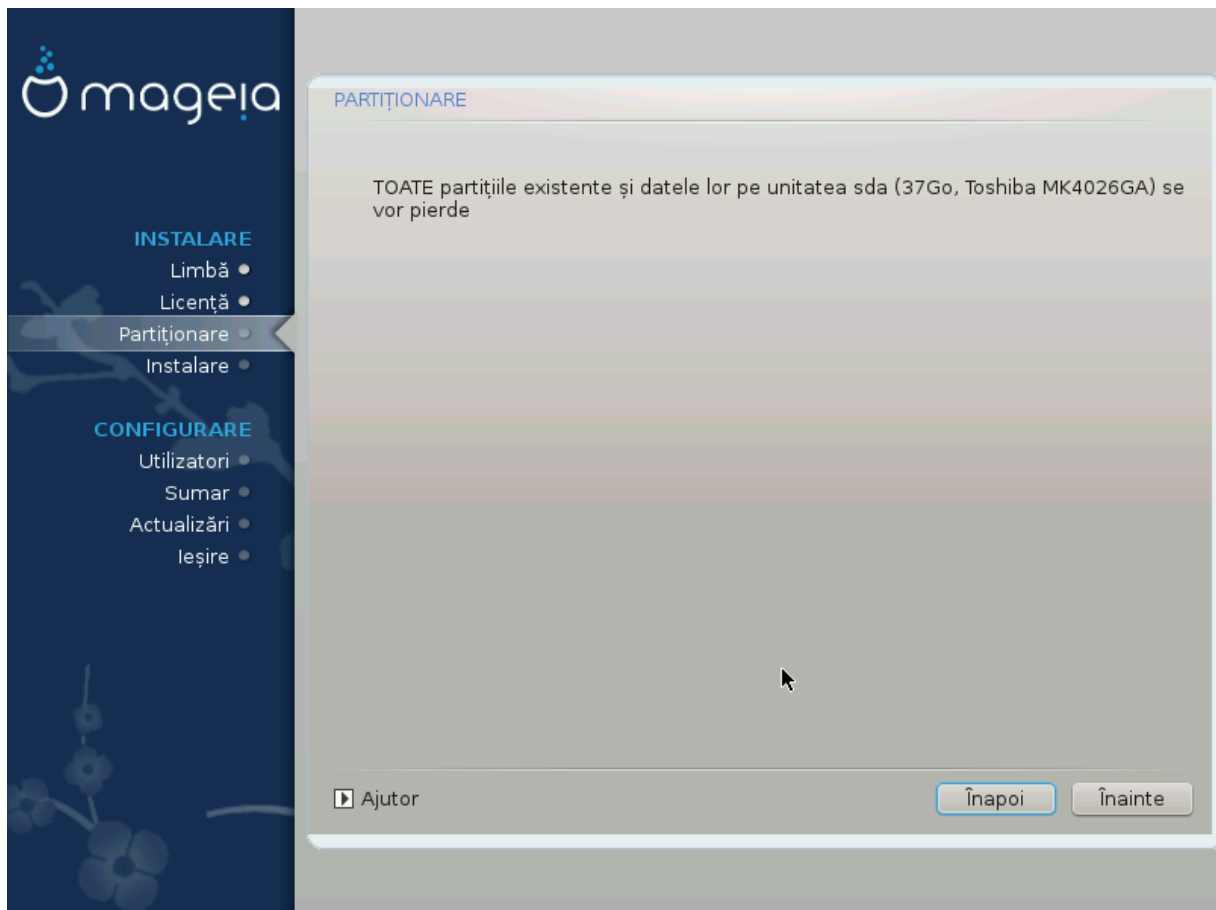 mageia
INSTALARE
Limbă
Licență
Partiționare
Instalare
CONFIGURARE
Utilizatori
Sumar
Actualizări
Ieșire
PARTIȚIONARE
TOATE partițiile existente și datele lor pe unitatea sda (37Go, Toshiba MK4026GA) se
vor pierde
Ajutor
Înapoi
Înainte